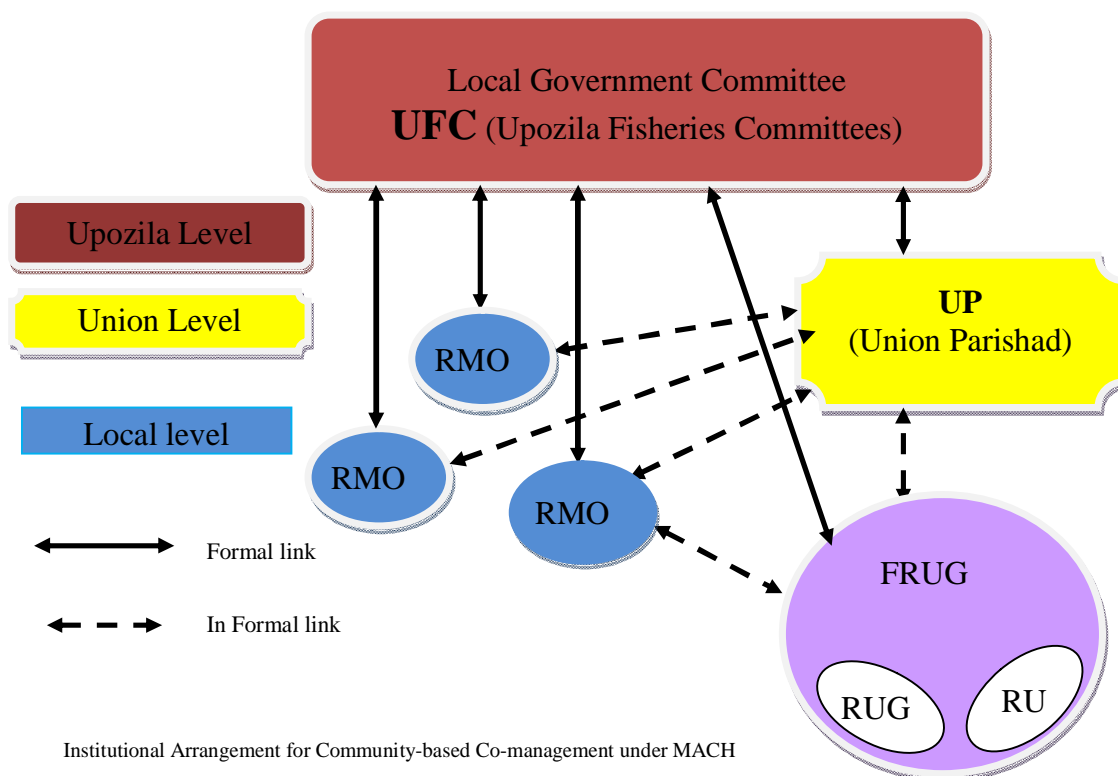 Local Government Committee
UFC (Upozila Fisheries Committees)
Upozila Level
Union Level
Local level
UP
(Union Parishad)
RMO
RMO
RMO
Formal link
In Formal link
FRUG
RUG
RU
Institutional Arrangement for Community-based Co-management under MACH